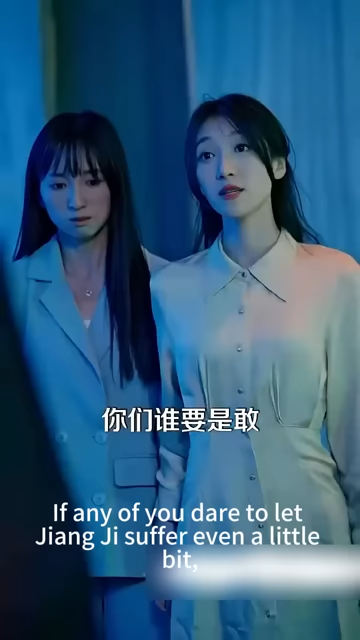 你们谁要是敢
If any of you dare to let
Jiang Ji suffer even a little
bit,